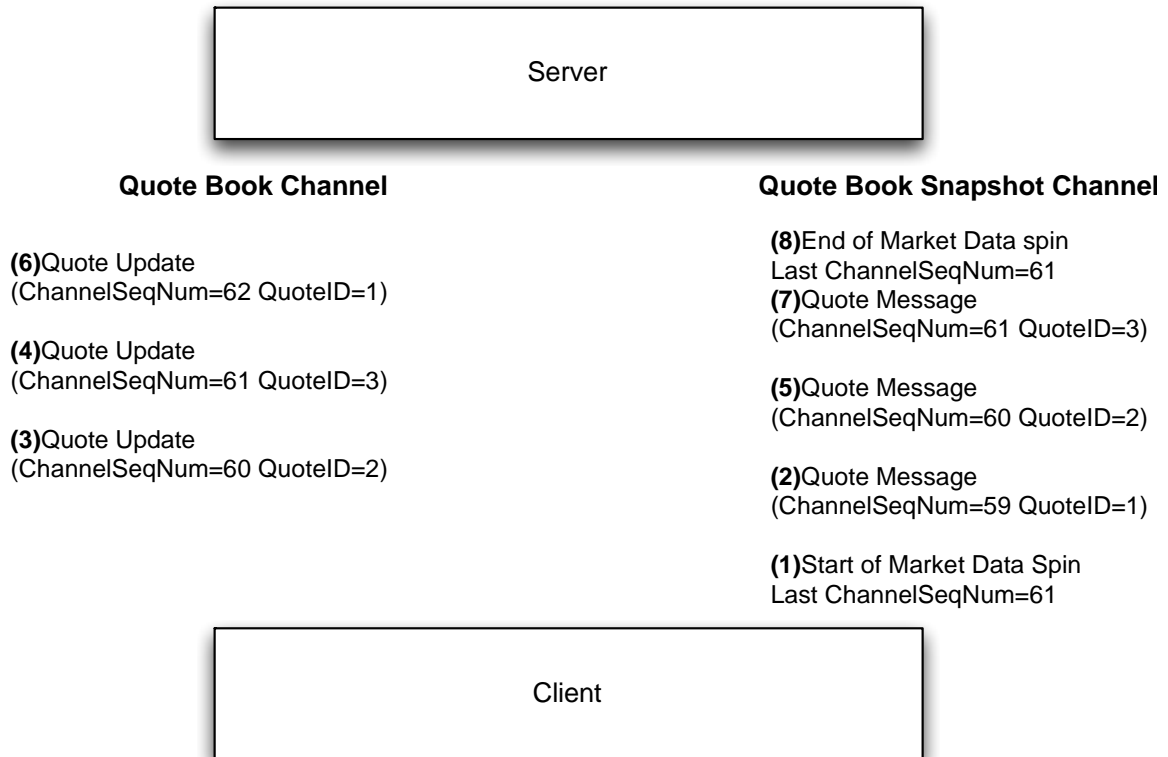 Server
Quote Book Channel
(6)Quote Update
(ChannelSeqNum=62 QuoteID=1)
(4)Quote Update
(ChannelSeqNum=61 QuoteID=3)
(3)Quote Update
(ChannelSeqNum=60 QuoteID=2)
Quote Book Snapshot Channel
(8)End of Market Data spin
Last ChannelSeqNum=61
(7)Quote Message
(ChannelSeqNum=61 QuoteID=3)
(5)Quote Message
(ChannelSeqNum=60 QuoteID=2)
(2)Quote Message
(ChannelSeqNum=59 QuoteID=1)
(1)Start of Market Data Spin
Last ChannelSeqNum=61
Client